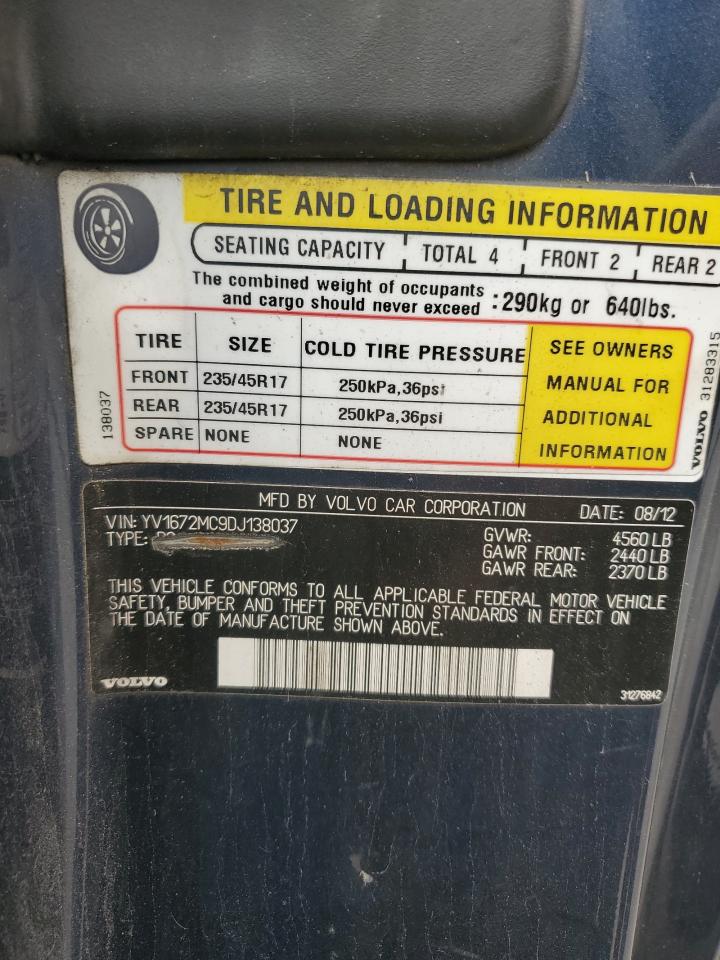 TIRE AND LOADING INFORMATION
SEATING CAPACITY TOTAL 4 FRONT 2 REAR 2
The combined weight of occupants
and cargo should never exceed :290kg or 640lbs.
TIRE SIZE COLD TIRE PRESSURE SEE OWNERS
FRONT 235/45R17 250kPa,36psi MANUAL FOR
REAR 235/45R17 250kPa,36psi ADDITIONAL
SPARE NONE NONE INFORMATION
138037
VOLVO 31283315
MFD BY VOLVO CAR CORPORATION DATE: 08/12
VIN: YV1672MC9DJ138037 GVWR: 4560 LB
TYPE: GAWR FRONT: 2440 LB
GAWR REAR: 2370 LB
THIS VEHICLE CONFORMS TO ALL APPLICABLE FEDERAL MOTOR VEHICLE
SAFETY, BUMPER AND THEFT PREVENTION STANDARDS IN EFFECT ON
THE DATE OF MANUFACTURE SHOWN ABOVE.
VOLVO 31276842